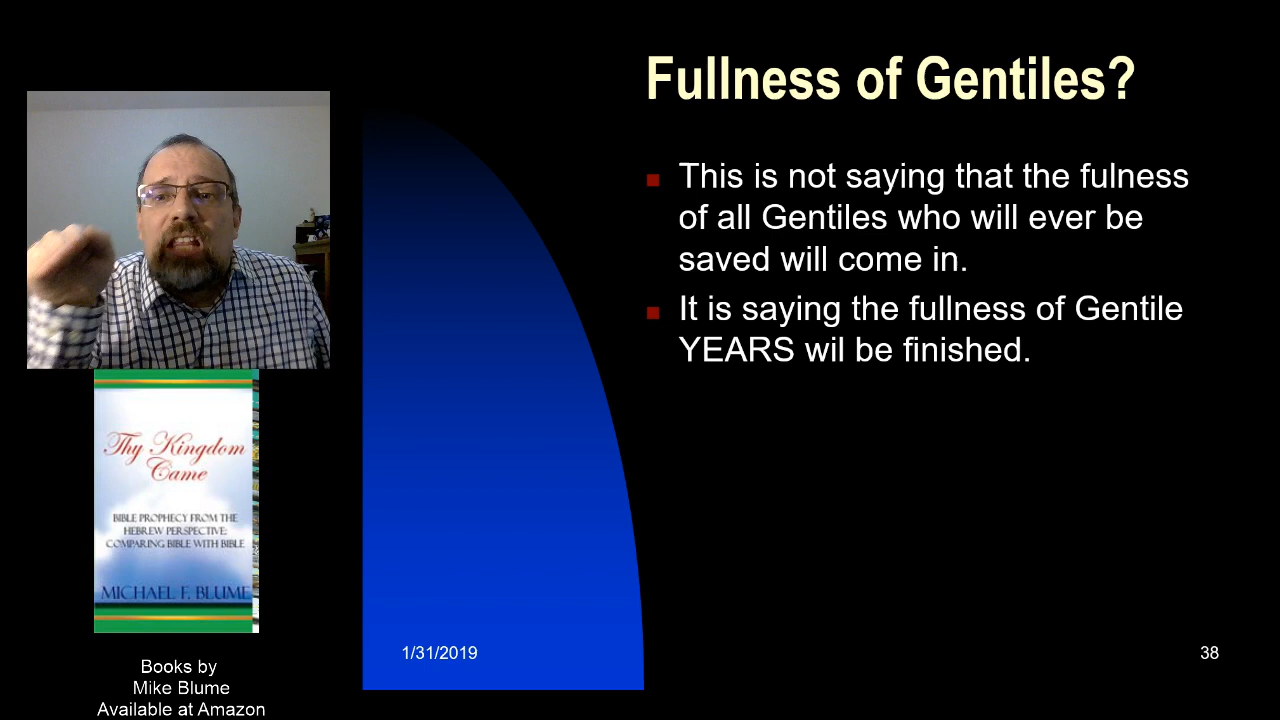 Fullness of Gentiles?
This is not saying that the fulness
of all Gentiles who will ever be
saved will come in.
It is saying the fullness of Gentile
YEARS wil be finished.
Thy Kingdom
Came
BIBLE PROPHECY FROM THE
HEBREW PERSPECTIVE:
COMPARING BIBLE WITH BIBLE
MICHAEL F. BLUME
Books by
Mike Blume
Available at Amazon
1/31/2019
38